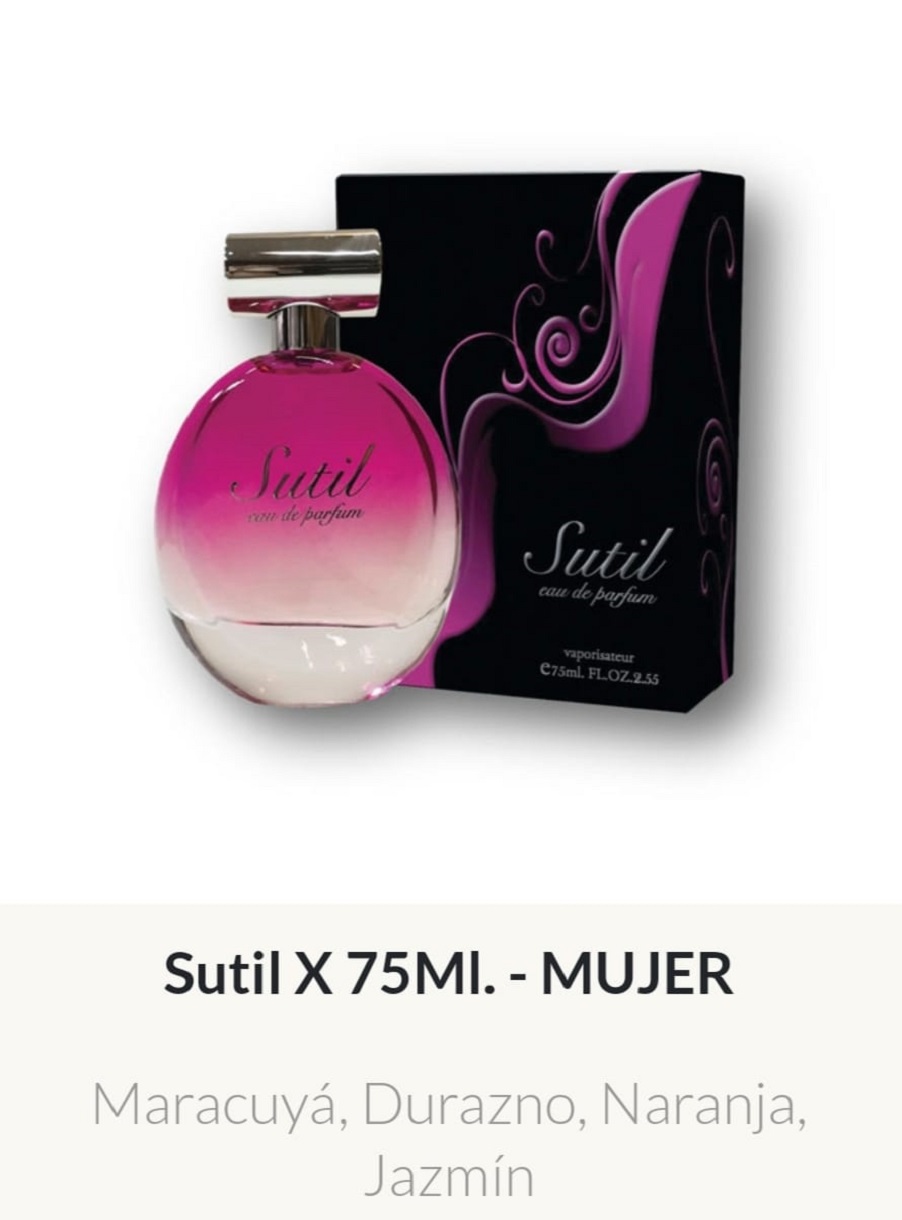 Sutil
eau de parfum
Sutil
eau de parfum
vaporisateur
℮75ml. FL.OZ.2.55
Sutil X 75Ml. - MUJER
Maracuyá, Durazno, Naranja,
Jazmín